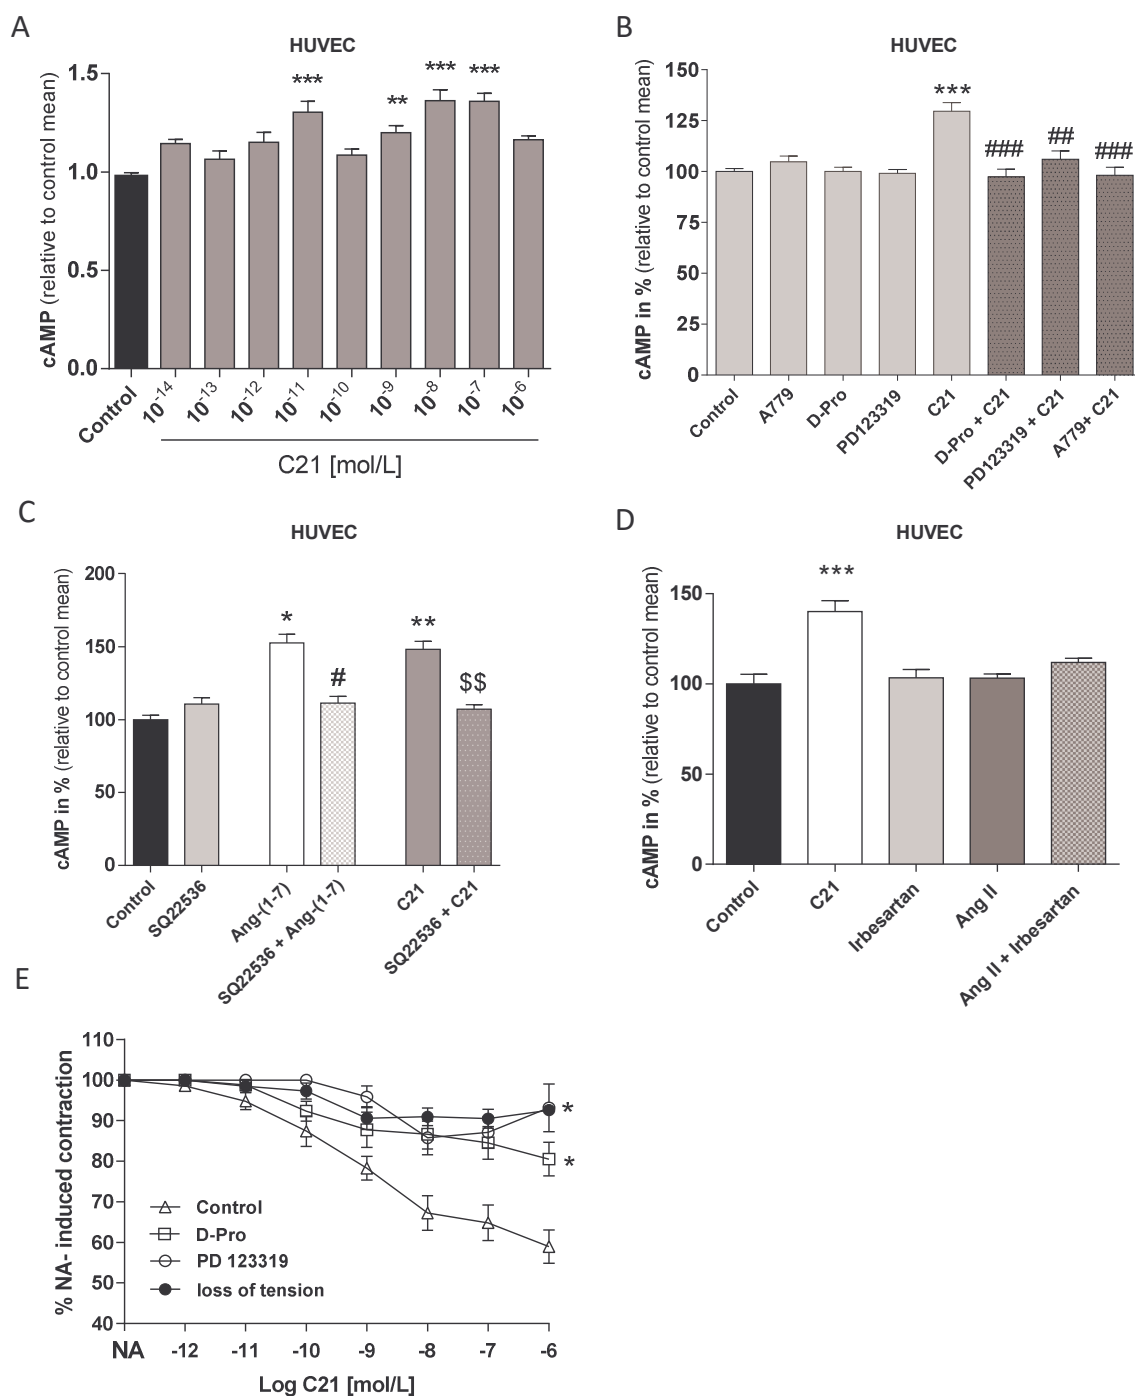 A
HUVEC
cAMP (relative to control mean)
1.5
1.0
0.5
0.0
***
**
***
***
Control
10-14
10-13
10-12
10-11
10-10
10-9
10-8
10-7
10-6
C21 [mol/L]
B
HUVEC
cAMP in % (relative to control mean)
150
125
100
75
50
25
0
***
###
##
###
Control
A779
D-Pro
PD123319
C21
D-Pro + C21
PD123319 + C21
A779+ C21
C
HUVEC
cAMP in % (relative to control mean)
200
150
100
50
0
*
#
**
$$
Control
SQ22536
Ang-(1-7)
SQ22536 + Ang-(1-7)
C21
SQ22536 + C21
D
HUVEC
cAMP in % (relative to control mean)
150
100
50
0
***
Control
C21
Irbesartan
Ang II
Ang II + Irbesartan
E
% NA- induced contraction
110
100
90
80
70
60
50
40
*
*
Control
D-Pro
PD 123319
loss of tension
NA -12 -11 -10 -9 -8 -7 -6
Log C21 [mol/L]